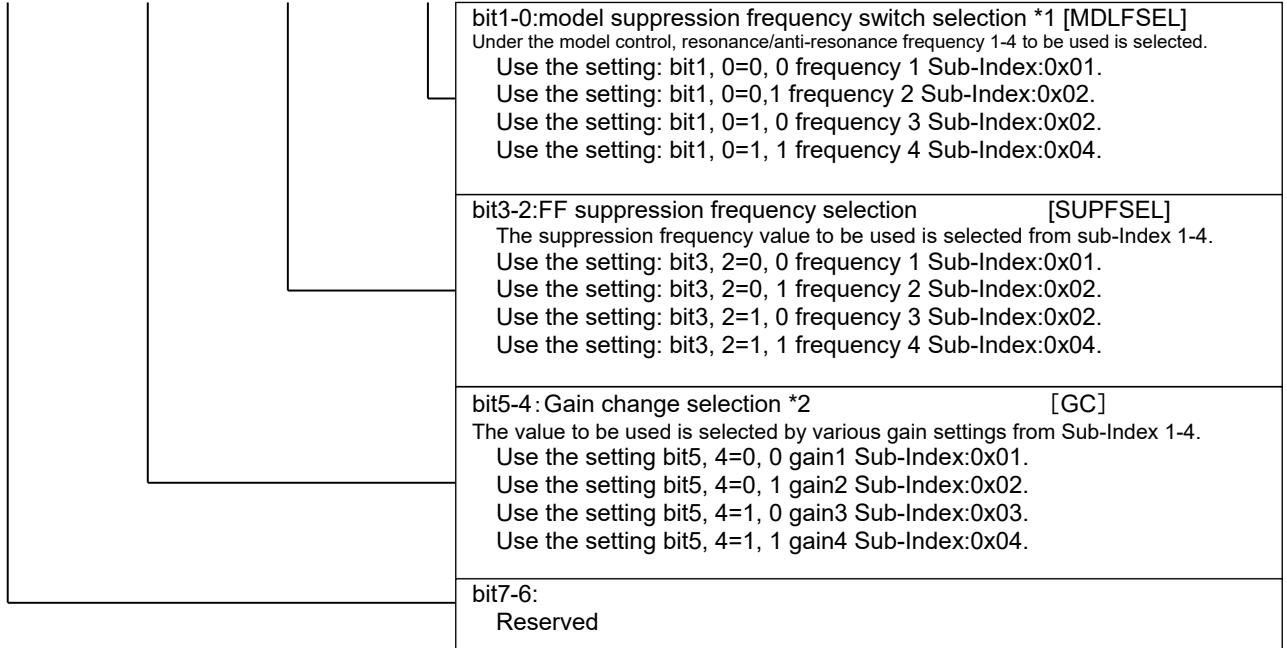 bit1-0:model suppression frequency switch selection *1 [MDLFSEL]
Under the model control, resonance/anti-resonance frequency 1-4 to be used is selected.
Use the setting: bit1, 0=0, 0 frequency 1 Sub-Index:0x01.
Use the setting: bit1, 0=0,1 frequency 2 Sub-Index:0x02.
Use the setting: bit1, 0=1, 0 frequency 3 Sub-Index:0x02.
Use the setting: bit1, 0=1, 1 frequency 4 Sub-Index:0x04.
bit3-2:FF suppression frequency selection [SUPFSEL]
The suppression frequency value to be used is selected from sub-Index 1-4.
Use the setting: bit3, 2=0, 0 frequency 1 Sub-Index:0x01.
Use the setting: bit3, 2=0, 1 frequency 2 Sub-Index:0x02.
Use the setting: bit3, 2=1, 0 frequency 3 Sub-Index:0x02.
Use the setting: bit3, 2=1, 1 frequency 4 Sub-Index:0x04.
bit5-4：Gain change selection *2 ［GC］
The value to be used is selected by various gain settings from Sub-Index 1-4.
Use the setting bit5, 4=0, 0 gain1 Sub-Index:0x01.
Use the setting bit5, 4=0, 1 gain2 Sub-Index:0x02.
Use the setting bit5, 4=1, 0 gain3 Sub-Index:0x03.
Use the setting bit5, 4=1, 1 gain4 Sub-Index:0x04.
bit7-6:
Reserved